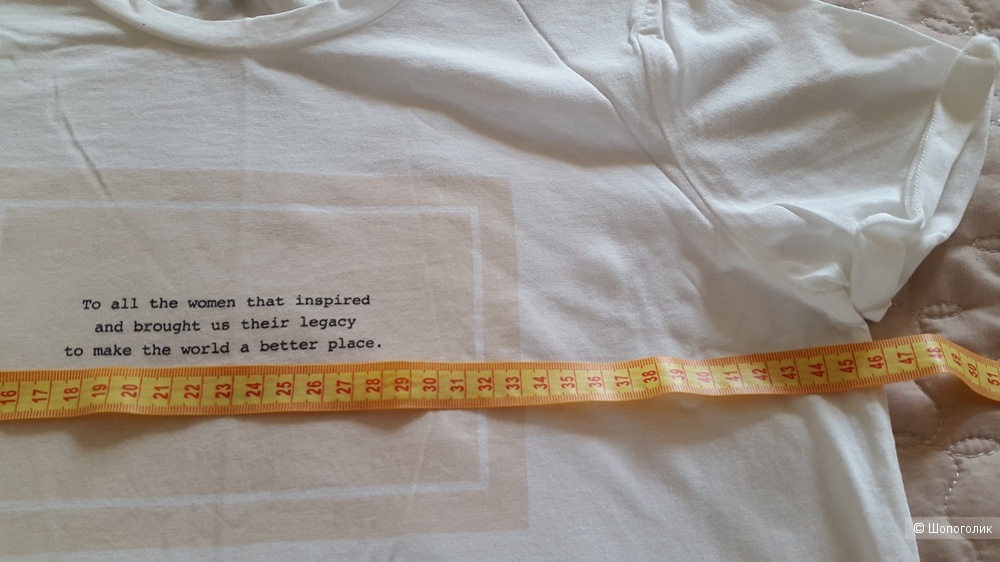 To all the women that inspired
and brought us their legacy
to make the world a better place.
16 17 18 19 20 21 22 23 24 25 26 27 28 29 30 31 32 33 34 35 36 37 38 39 40 41 42 43 44 45 46 47 48 49 50 51
© Шопоголик